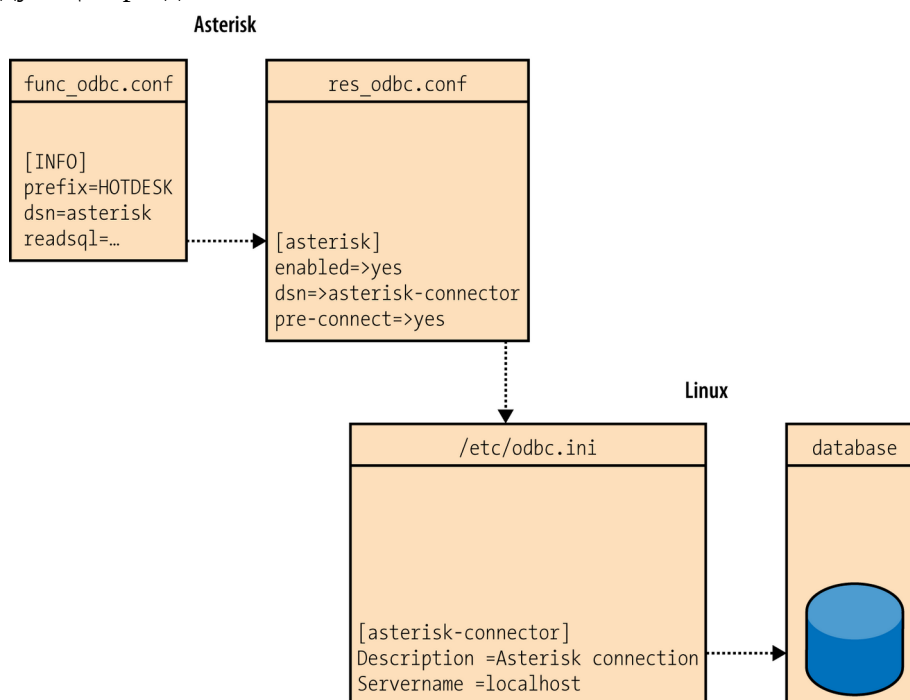 Asterisk
func_odbc.conf
[INFO]
prefix=HOTDESK
dsn=asterisk
readsql=…
res_odbc.conf
[asterisk]
enabled=>yes
dsn=>asterisk-connector
pre-connect=>yes
Linux
/etc/odbc.ini
[asterisk-connector]
Description =Asterisk connection
Servername =localhost
database